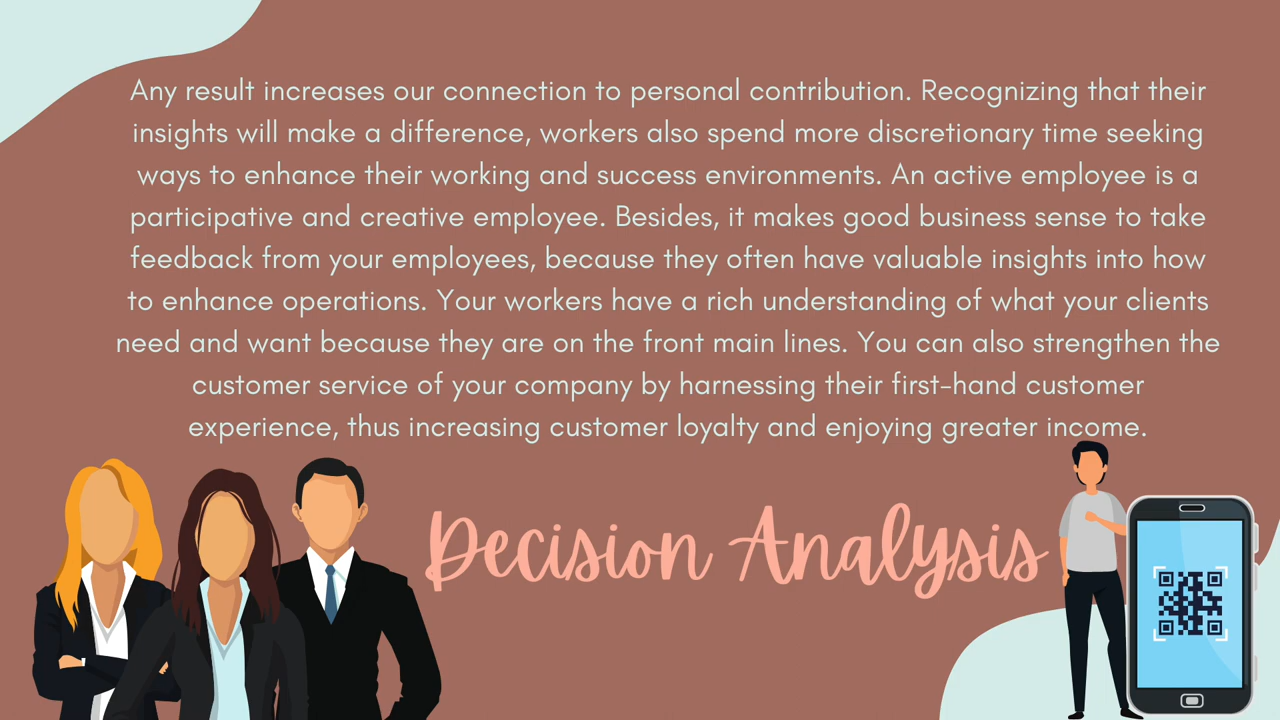 Any result increases our connection to personal contribution. Recognizing that their
insights will make a difference, workers also spend more discretionary time seeking
ways to enhance their working and success environments. An active employee is a
participative and creative employee. Besides, it makes good business sense to take
feedback from your employees, because they often have valuable insights into how
to enhance operations. Your workers have a rich understanding of what your clients
need and want because they are on the front main lines. You can also strengthen the
customer service of your company by harnessing their first-hand customer
experience, thus increasing customer loyalty and enjoying greater income.
Decision Analysis